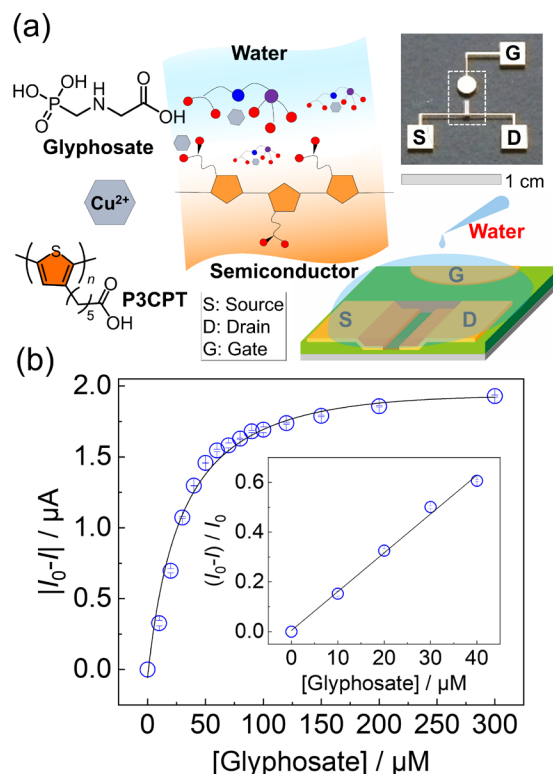 (a)
Water
HO
OH
P
O
H
N
O
OH
Glyphosate
Cu²⁺
S
n
5
O
OH
P3CPT
Semiconductor
S: Source
D: Drain
G: Gate
G
S
D
1 cm
Water
G
S
D
(b)
|I₀-I| / μA
2.0
1.5
1.0
0.5
0.0
0 50 100 150 200 250 300
[Glyphosate] / μM
(I₀-I) / I₀
0.6
0.4
0.2
0.0
0 10 20 30 40
[Glyphosate] / μM